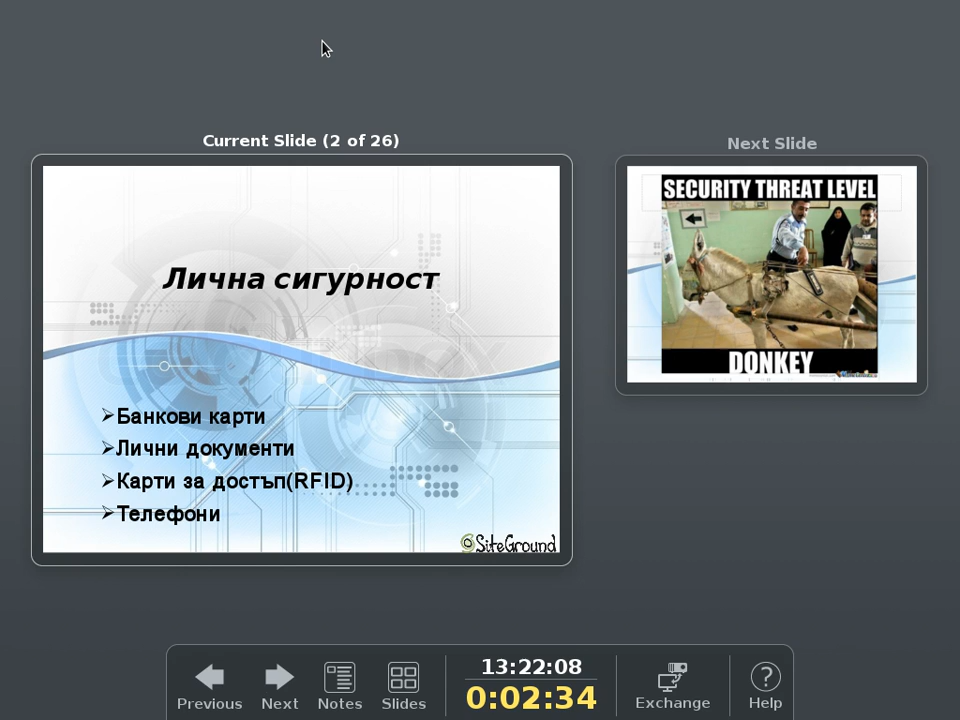 Current Slide (2 of 26)
Next Slide
Лична сигурност
➢Банкови карти
➢Лични документи
➢Карти за достъп(RFID)
➢Телефони
SiteGround
SECURITY THREAT LEVEL
DONKEY
13:22:08
0:02:34
Previous
Next
Notes
Slides
Exchange
Help